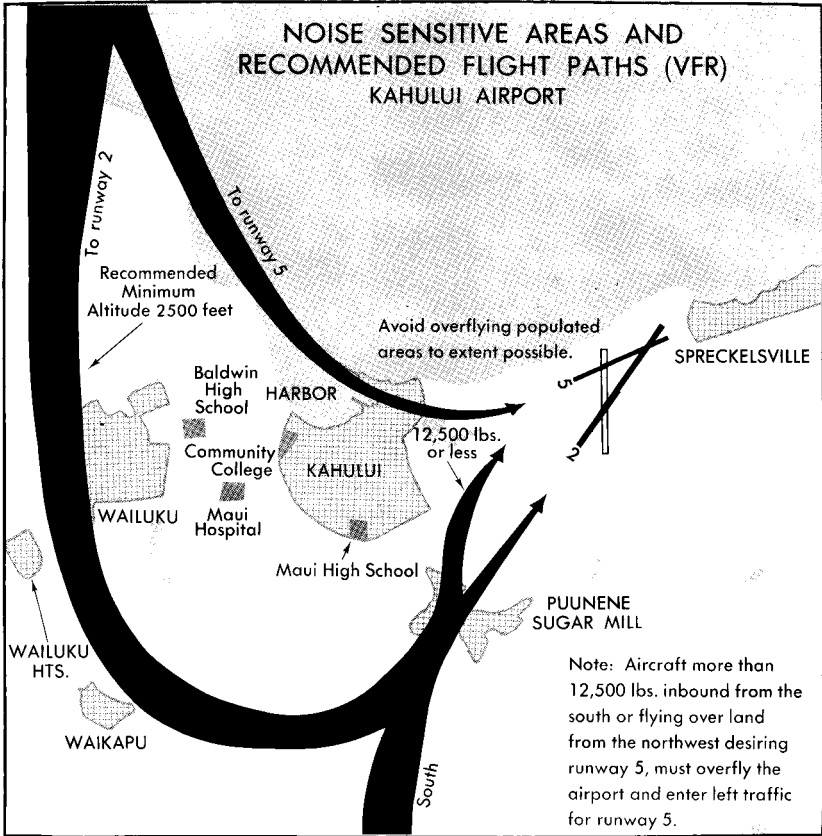 NOISE SENSITIVE AREAS AND
RECOMMENDED FLIGHT PATHS (VFR)
KAHULUI AIRPORT
To runway 2
To runway 5
Recommended
Minimum
Altitude 2500 feet
Avoid overflying populated
areas to extent possible.
SPRECKELSVILLE
5
2
Baldwin
High
School
HARBOR
12,500 lbs.
or less
Community
College
KAHULUI
WAILUKU
Maui
Hospital
Maui High School
PUUNENE
SUGAR MILL
WAILUKU
HTS.
WAIKAPU
South
Note: Aircraft more than
12,500 lbs. inbound from the
south or flying over land
from the northwest desiring
runway 5, must overfly the
airport and enter left traffic
for runway 5.